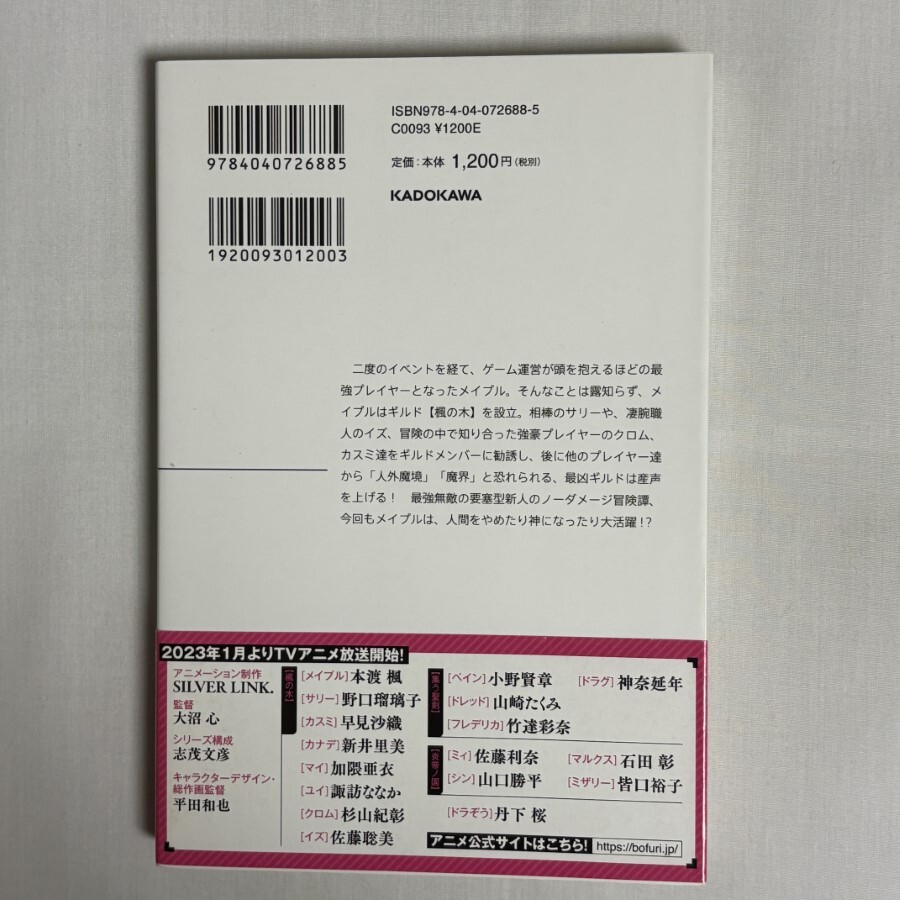 ISBN978-4-04-072688-5
C0093 ¥1200E
9784040726885
定価：本体 1,200円（税別）
KADOKAWA
1920093012003
二度のイベントを経て、ゲーム運営が頭を抱えるほどの最
強プレイヤーとなったメイプル。そんなことは露知らず、メ
イプルはギルド【楓の木】を設立。相棒のサリーや、凄腕職
人のイズ、冒険の中で知り合った強豪プレイヤーのクロム、
カスミ達をギルドメンバーに勧誘し、後に他のプレイヤー達
から「人外魔境」「魔界」と恐れられる、最凶ギルドは産声
を上げる！　最強無敵の要塞型新人のノーダメージ冒険譚、
今回もメイプルは、人間をやめたり神になったり大活躍！？
2023年1月よりTVアニメ放送開始！
アニメーション制作
SILVER LINK.
監督
大沼 心
シリーズ構成
志茂文彦
キャラクターデザイン・
総作画監督
平田和也
【楓の木】
［メイプル］本渡 楓
［サリー］野口瑠璃子
［カスミ］早見沙織
［カナデ］新井里美
［マイ］加隈亜衣
［ユイ］諏訪ななか
［クロム］杉山紀彰
［イズ］佐藤聡美
【集う聖剣】
［ペイン］小野賢章 ［ドラグ］神奈延年
［ドレッド］山崎たくみ
［フレデリカ］竹達彩奈
【炎帝ノ国】
［ミィ］佐藤利奈 ［マルクス］石田 彰
［シン］山口勝平 ［ミザリー］皆口裕子
［ドラぞう］丹下 桜
アニメ公式サイトはこちら！ https://bofuri.jp/